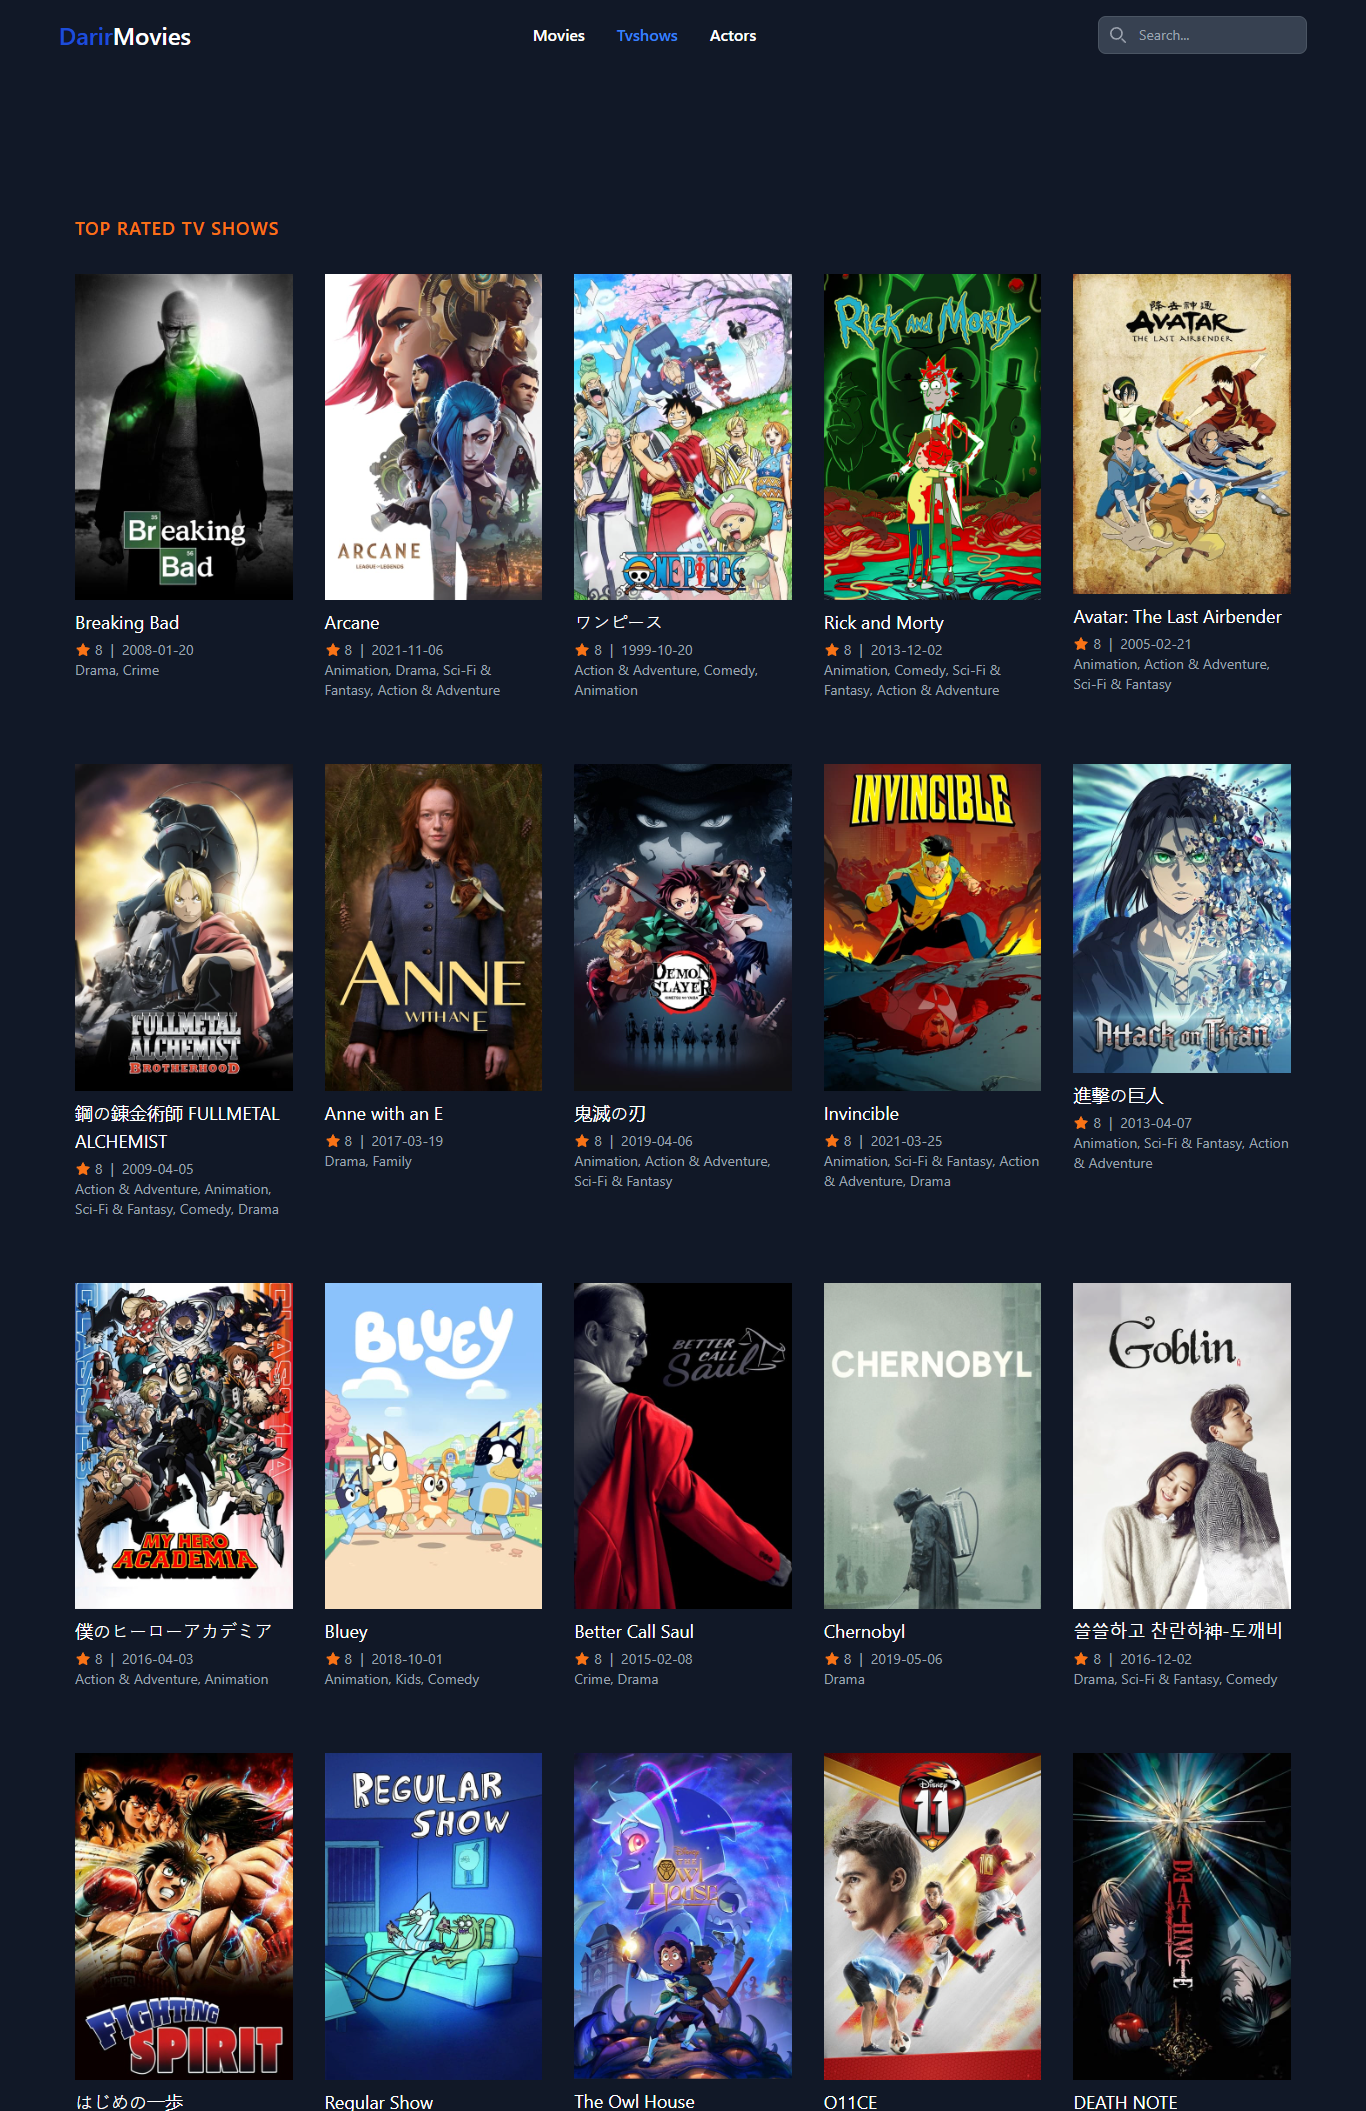 DarirMovies
Movies
Tvshows
Actors
Search...
TOP RATED TV SHOWS
Breaking
Bad
ARCANE
LEAGUE OF LEGENDS
ONE PIECE
Rick and Morty
降去神通
AVATAR
THE LAST AIRBENDER
Breaking Bad
8 | 2008-01-20
Drama, Crime
Arcane
8 | 2021-11-06
Animation, Drama, Sci-Fi &
Fantasy, Action & Adventure
ワンピース
8 | 1999-10-20
Action & Adventure, Comedy,
Animation
Rick and Morty
8 | 2013-12-02
Animation, Comedy, Sci-Fi &
Fantasy, Action & Adventure
Avatar: The Last Airbender
8 | 2005-02-21
Animation, Action & Adventure,
Sci-Fi & Fantasy
FULLMETAL
ALCHEMIST
BROTHERHOOD
ANNE
WITH AN E
DEMON
SLAYER
INVINCIBLE
Attack on Titan
鋼の錬金術師 FULLMETAL
ALCHEMIST
8 | 2009-04-05
Action & Adventure, Animation,
Sci-Fi & Fantasy, Comedy, Drama
Anne with an E
8 | 2017-03-19
Drama, Family
鬼滅の刃
8 | 2019-04-06
Animation, Action & Adventure,
Sci-Fi & Fantasy
Invincible
8 | 2021-03-25
Animation, Sci-Fi & Fantasy, Action
& Adventure, Drama
進撃の巨人
8 | 2013-04-07
Animation, Sci-Fi & Fantasy, Action
& Adventure
MY HERO
ACADEMIA
BLUEY
BETTER
CALL
Saul
CHERNOBYL
Goblin
僕のヒーローアカデミア
8 | 2016-04-03
Action & Adventure, Animation
Bluey
8 | 2018-10-01
Animation, Kids, Comedy
Better Call Saul
8 | 2015-02-08
Crime, Drama
Chernobyl
8 | 2019-05-06
Drama
쓸쓸하고 찬란하神-도깨비
8 | 2016-12-02
Drama, Sci-Fi & Fantasy, Comedy
FIGHTING
SPIRIT
REGULAR
SHOW
THE
OWL
HOUSE
Disney
11
10
DEATH NOTE
はじめの一歩
Regular Show
The Owl House
O11CE
DEATH NOTE